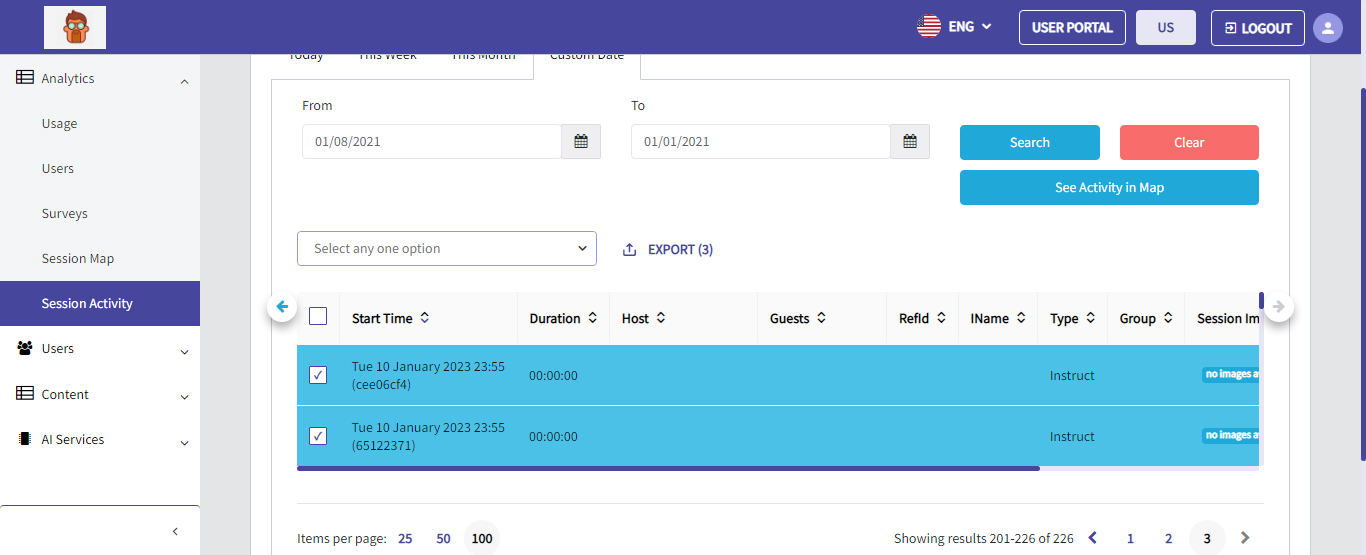 ENG
USER PORTAL
US
LOGOUT
Today
This Week
This Month
Custom Date
Analytics
Usage
Users
Surveys
Session Map
Session Activity
Users
Content
AI Services
From
To
01/08/2021
01/01/2021
Search
Clear
See Activity in Map
Select any one option
EXPORT (3)
Start Time
Duration
Host
Guests
RefId
IName
Type
Group
Session Im
Tue 10 January 2023 23:55
(cee06cf4)
00:00:00
Instruct
no images a
Tue 10 January 2023 23:55
(65122371)
00:00:00
Instruct
no images a
Items per page: 25 50 100
Showing results 201-226 of 226
1 2 3